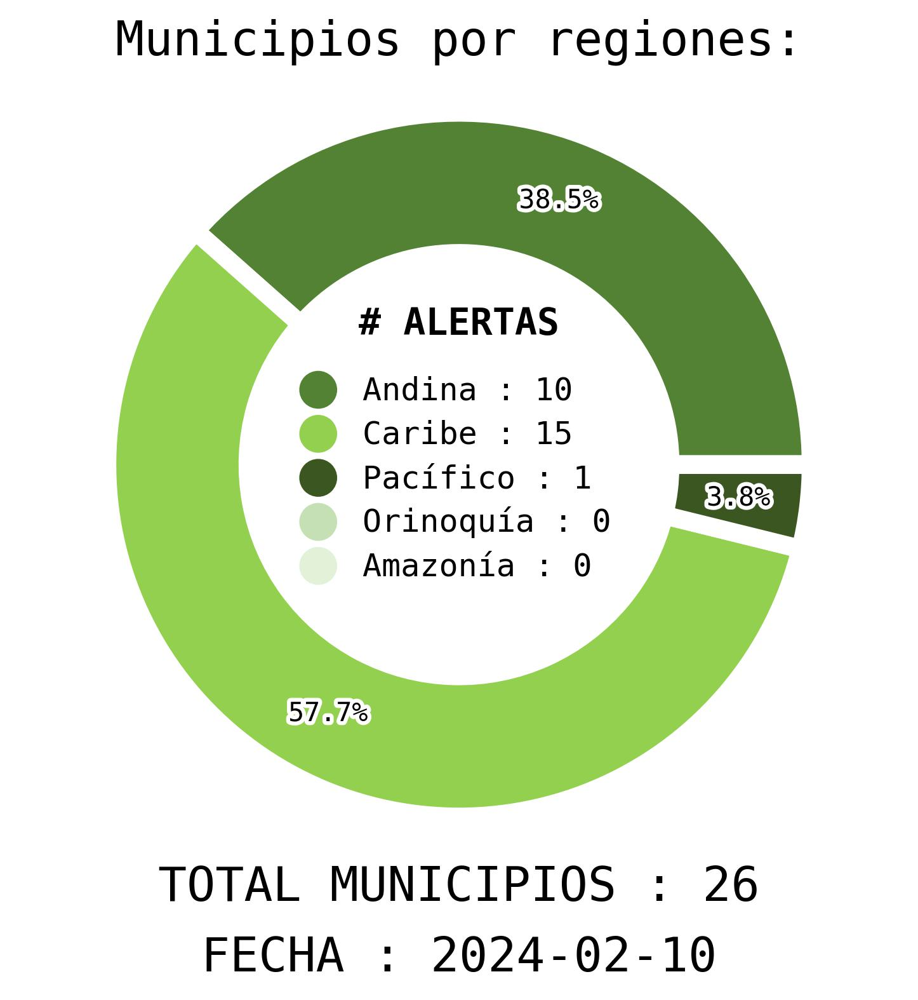 Municipios por regiones:
38.5%
# ALERTAS
Andina : 10
Caribe : 15
Pacífico : 1
3.8%
Orinoquía : 0
Amazonía : 0
57.7%
TOTAL MUNICIPIOS : 26
FECHA : 2024-02-10